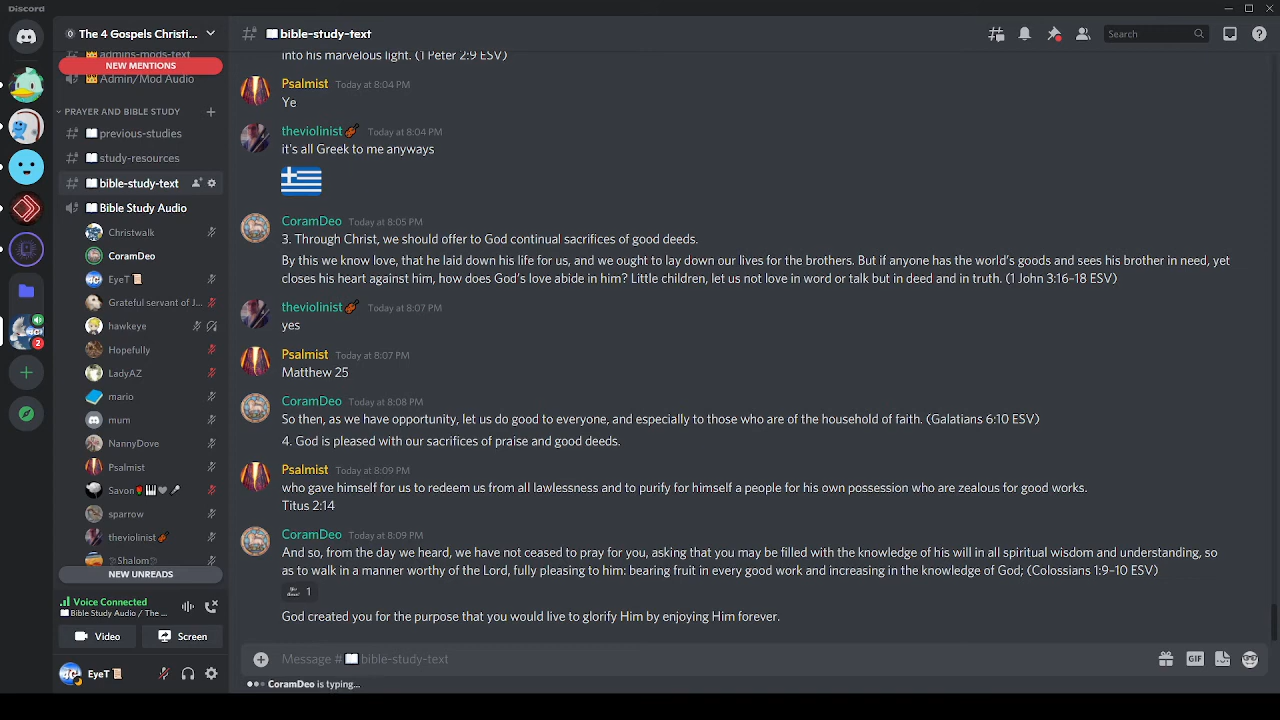 Discord
The 4 Gospels Christi...
bible-study-text
Search
admins-mods-text
NEW MENTIONS
Admin/Mod Audio
PRAYER AND BIBLE STUDY
previous-studies
study-resources
bible-study-text
Bible Study Audio
Christwalk
CoramDeo
EyeT
Grateful servant of J...
hawkeye
Hopefully
LadyAZ
mario
mum
NannyDove
Psalmist
Savon
sparrow
theviolinist
Shalom
NEW UNREADS
Voice Connected
Bible Study Audio / The ...
Video
Screen
EyeT
2
into his marvelous light. (1 Peter 2:9 ESV)
Psalmist Today at 8:04 PM
Ye
theviolinist Today at 8:04 PM
it's all Greek to me anyways
CoramDeo Today at 8:05 PM
3. Through Christ, we should offer to God continual sacrifices of good deeds.
By this we know love, that he laid down his life for us, and we ought to lay down our lives for the brothers. But if anyone has the world's goods and sees his brother in need, yet
closes his heart against him, how does God's love abide in him? Little children, let us not love in word or talk but in deed and in truth. (1 John 3:16–18 ESV)
theviolinist Today at 8:07 PM
yes
Psalmist Today at 8:07 PM
Matthew 25
CoramDeo Today at 8:08 PM
So then, as we have opportunity, let us do good to everyone, and especially to those who are of the household of faith. (Galatians 6:10 ESV)
4. God is pleased with our sacrifices of praise and good deeds.
Psalmist Today at 8:09 PM
who gave himself for us to redeem us from all lawlessness and to purify for himself a people for his own possession who are zealous for good works.
Titus 2:14
CoramDeo Today at 8:09 PM
And so, from the day we heard, we have not ceased to pray for you, asking that you may be filled with the knowledge of his will in all spiritual wisdom and understanding, so
as to walk in a manner worthy of the Lord, fully pleasing to him: bearing fruit in every good work and increasing in the knowledge of God; (Colossians 1:9–10 ESV)
1
God created you for the purpose that you would live to glorify Him by enjoying Him forever.
Message # bible-study-text
GIF
CoramDeo is typing...